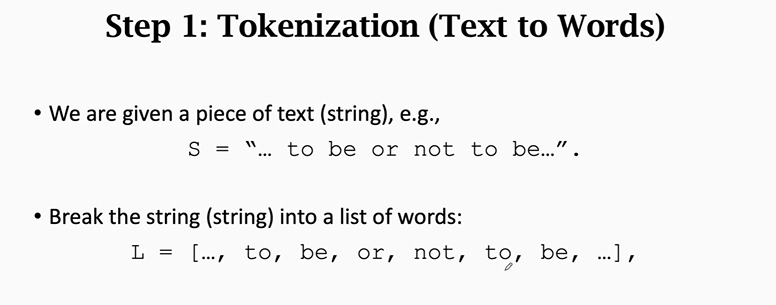 Step 1: Tokenization (Text to Words)
• We are given a piece of text (string), e.g.,
S = “… to be or not to be…”.
• Break the string (string) into a list of words:
L = […, to, be, or, not, to, be, …],